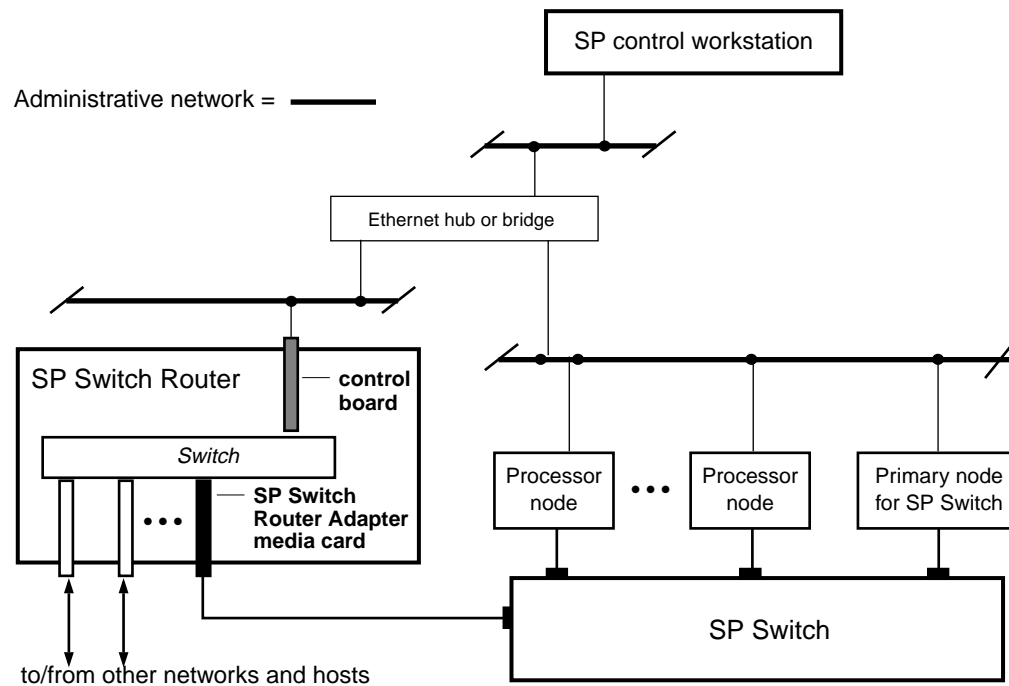 SP control workstation
Administrative network =
Ethernet hub or bridge
SP Switch Router
control
board
Switch
SP Switch
Router Adapter
media card
Processor
node
•••
Processor
node
Primary node
for SP Switch
•••
SP Switch
to/from other networks and hosts